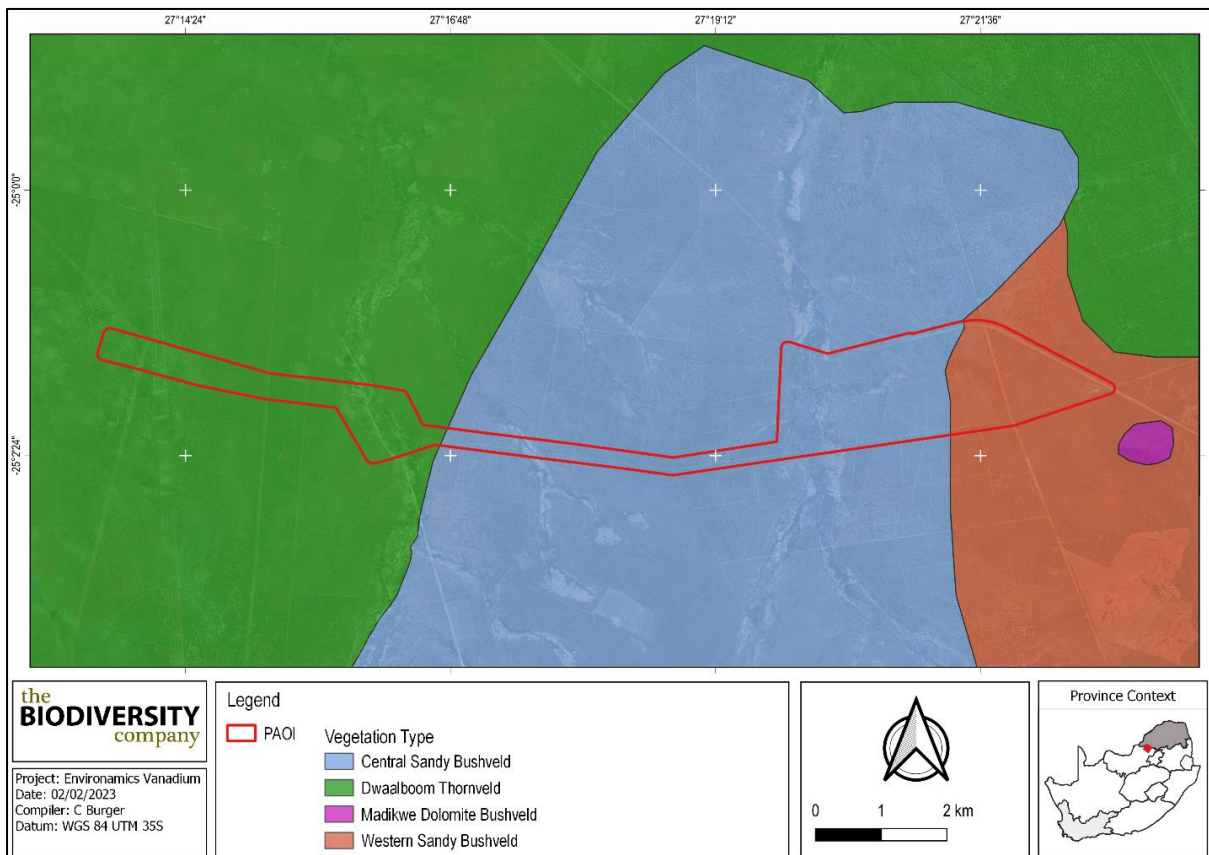 27°14'24"
27°16'48"
27°19'12"
27°21'36"
-25°0'0"
-25°2'24"
the
BIODIVERSITY
company
Project: Environamics Vanadium
Date: 02/02/2023
Compiler: C Burger
Datum: WGS 84 UTM 35S
Legend
PAOI
Vegetation Type
Central Sandy Bushveld
Dwaalboom Thornveld
Madikwe Dolomite Bushveld
Western Sandy Bushveld
0 1 2 km
Province Context